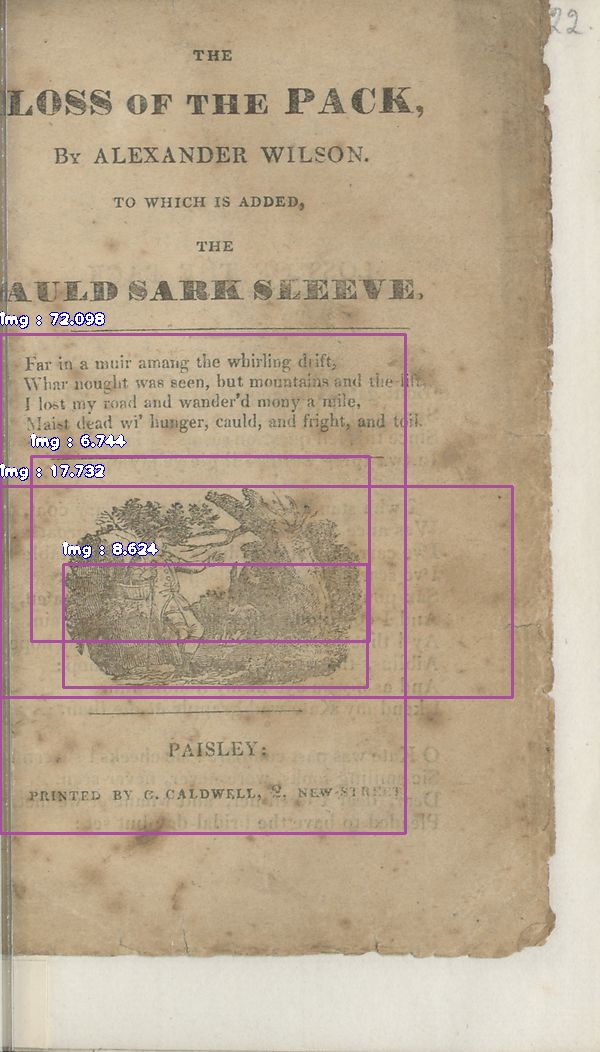 22.
THE
LOSS OF THE PACK,
By ALEXANDER WILSON.
TO WHICH IS ADDED,
THE
AULD SARK SLEEVE.
Img : 72.098
Far in a muir amang the whirling drift,
Whar nought was seen, but mountains and the lift,
I lost my road and wander'd mony a mile,
Maist dead wi' hunger, cauld, and fright, and toil.
Img : 6.744
Img : 17.732
Img : 8.624
PAISLEY:
PRINTED BY G. CALDWELL, 2, NEW-STREET